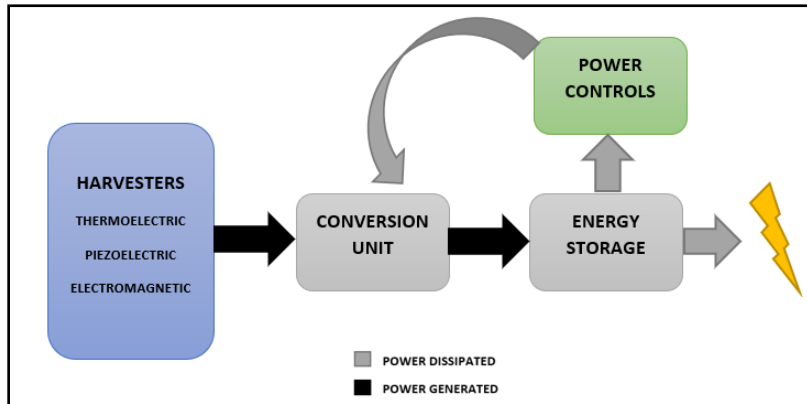 POWER
CONTROLS
HARVESTERS
THERMOELECTRIC
PIEZOELECTRIC
ELECTROMAGNETIC
CONVERSION
UNIT
ENERGY
STORAGE
POWER DISSIPATED
POWER GENERATED